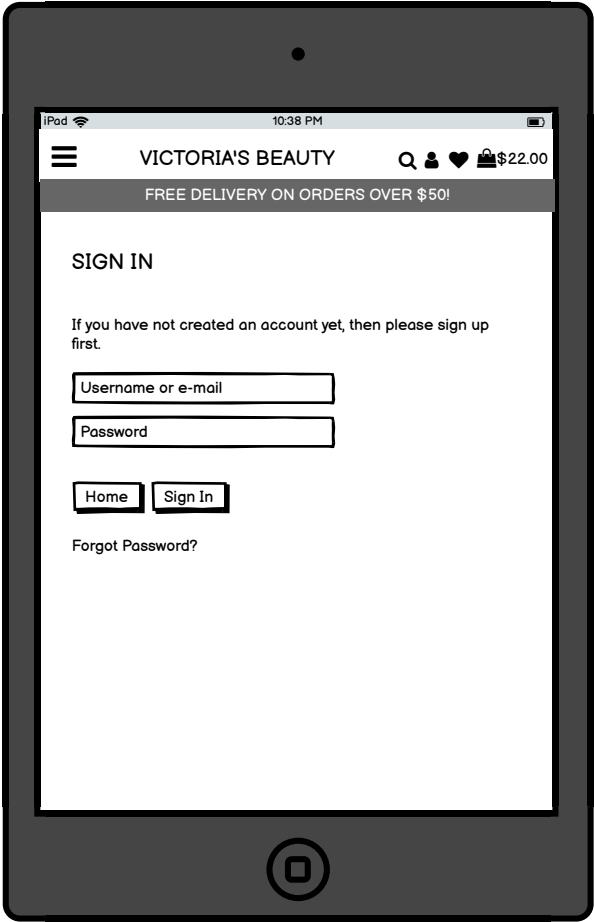 iPad 10:38 PM
VICTORIA'S BEAUTY $22.00
FREE DELIVERY ON ORDERS OVER $50!
SIGN IN
If you have not created an account yet, then please sign up
first.
Username or e-mail
Password
Home Sign In
Forgot Password?